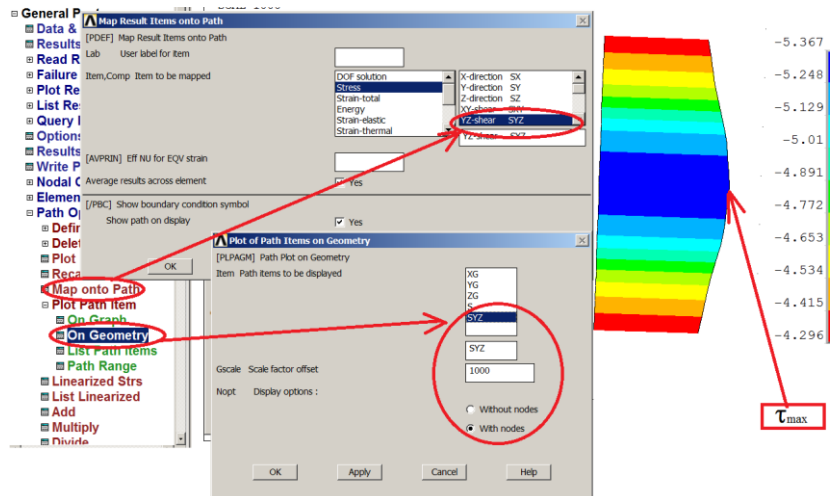 General P
Data &
Results
Read R
Failure
Plot Re
List Res
Query
Options
Results
Write P
Nodal C
Elemen
Path Op
Defin
Delet
Plot
Reca
Map onto Path
Plot Path Item
On Graph
On Geometry
List Path Items
Path Range
Linearized Strs
List Linearized
Add
Multiply
Divide
Map Result Items onto Path
[PDEF] Map Result Items onto Path
Lab User label for item
Item,Comp Item to be mapped
DOF solution
Stress
Strain-total
Energy
Strain-elastic
Strain-thermal
X-direction SX
Y-direction SY
Z-direction SZ
XY-shear SXY
YZ-shear SYZ
YZ-shear SYZ
[AVPRIN] Eff NU for EQV strain
Average results across element
Yes
[/PBC] Show boundary condition symbol
Show path on display
Yes
OK
Plot of Path Items on Geometry
[PLPAGM] Path Plot on Geometry
Item Path items to be displayed
XG
YG
ZG
S
SYZ
SYZ
Gscale Scale factor offset
1000
Nopt Display options :
Without nodes
With nodes
OK
Apply
Cancel
Help
-5.367
-5.248
-5.129
-5.01
-4.891
-4.772
-4.653
-4.534
-4.415
-4.296
τmax